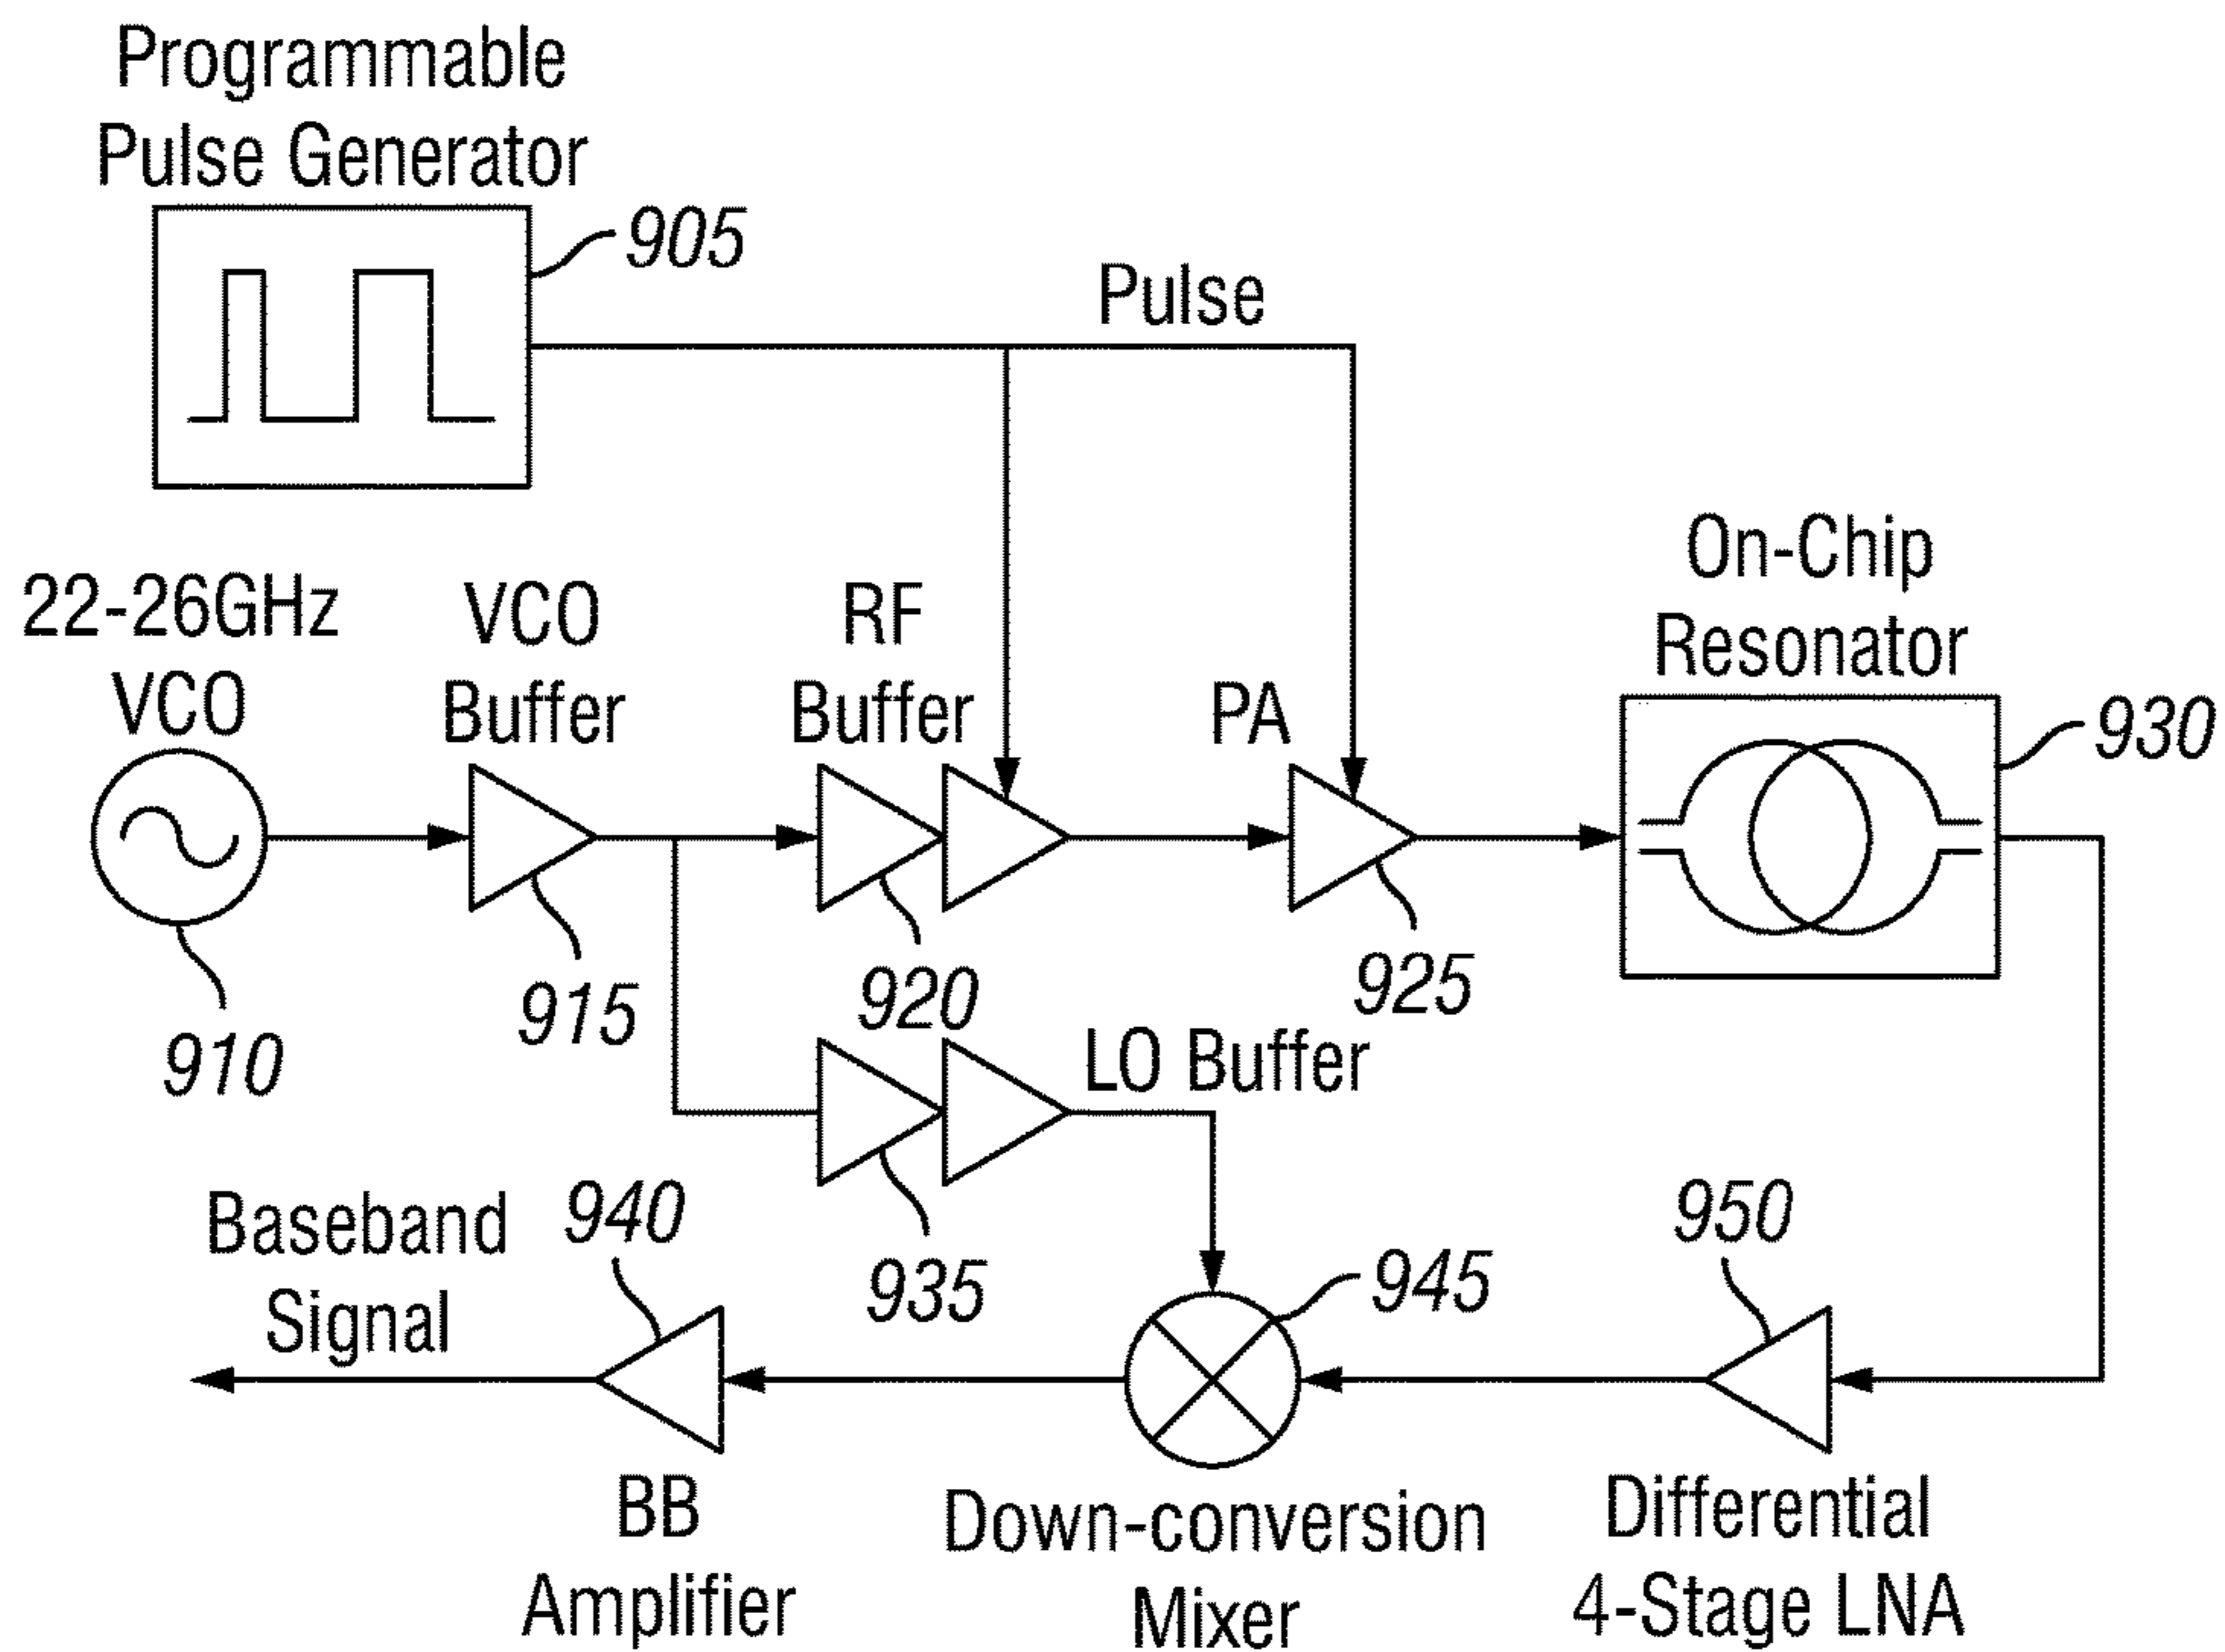 Programmable
Pulse Generator
905
Pulse
On-Chip
Resonator
930
22-26GHz
VCO
910
VCO
Buffer
915
RF
Buffer
920
PA
925
LO Buffer
935
Baseband
Signal
940
BB
Amplifier
945
Down-conversion
Mixer
950
Differential
4-Stage LNA